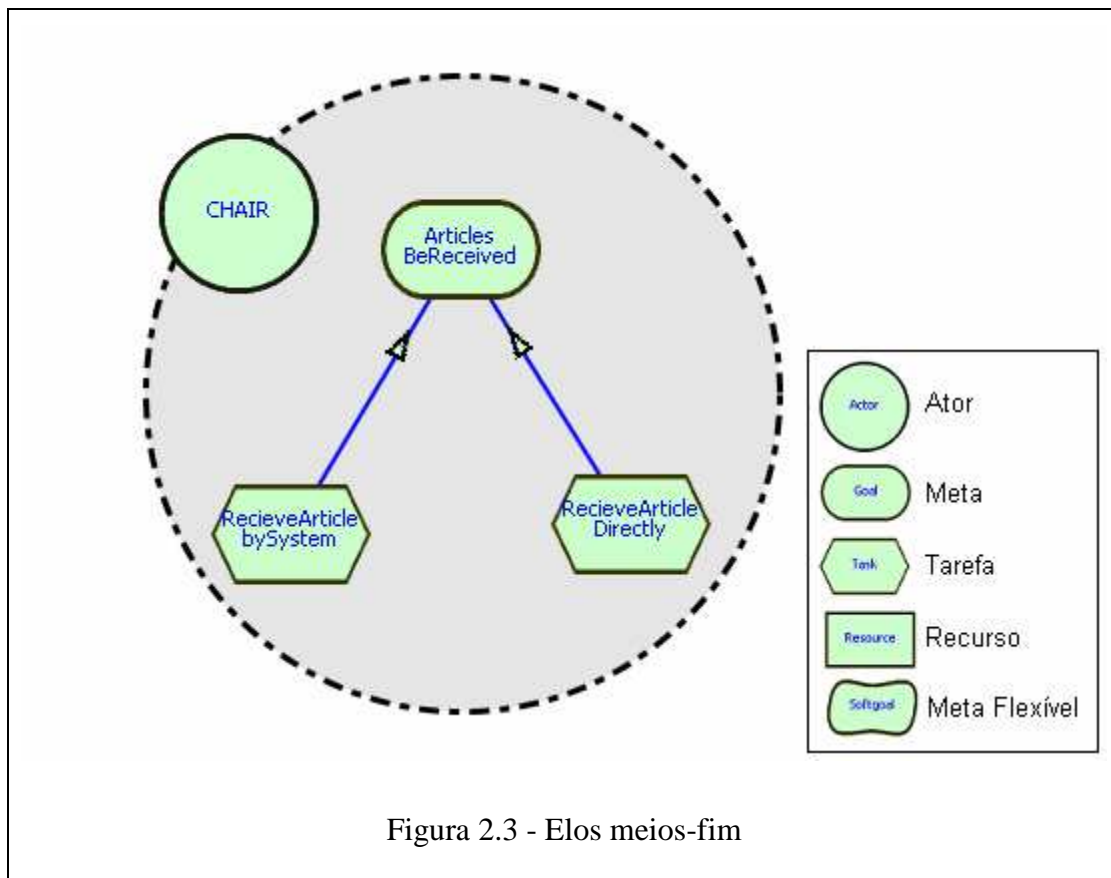 CHAIR
Articles
BeReceived
RecieveArticle
bySystem
RecieveArticle
Directly
Actor
Ator
Goal
Meta
Task
Tarefa
Resource
Recurso
Softgoal
Meta Flexível
Figura 2.3 - Elos meios-fim